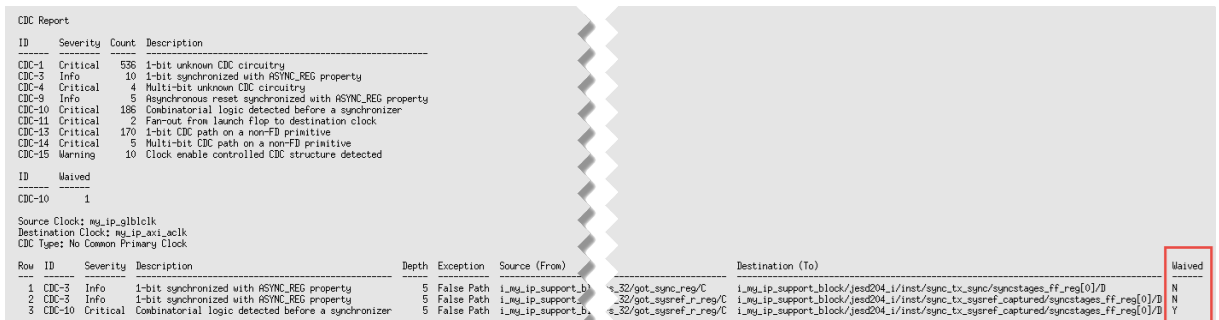 CDC Report
ID Severity Count Description
CDC-1 Critical 536 1-bit unknown CDC circuitry
CDC-3 Info 10 1-bit synchronized with ASYNC_REG property
CDC-4 Critical 4 Multi-bit unknown CDC circuitry
CDC-9 Info 5 Asynchronous reset synchronized with ASYNC_REG property
CDC-10 Critical 186 Combinatorial logic detected before a synchronizer
CDC-11 Critical 2 Fan-out from launch flop to destination clock
CDC-13 Critical 170 1-bit CDC path on a non-FD primitive
CDC-14 Critical 5 Multi-bit CDC path on a non-FD primitive
CDC-15 Warning 10 Clock enable controlled CDC structure detected
ID Waived
CDC-10 1
Source Clock: my_ip_glblclk
Destination Clock: my_ip_axi_aclk
CDC Type: No Common Primary Clock
Row ID Severity Description Depth Exception Source (From) Destination (To) Waived
1 CDC-3 Info 1-bit synchronized with ASYNC_REG property 5 False Path i_my_ip_support_b s_32/got_sync_reg/C i_my_ip_support_block/jesd204_i/inst/sync_tx_sync/syncstages_ff_reg[0]/D N
2 CDC-3 Info 1-bit synchronized with ASYNC_REG property 5 False Path i_my_ip_support_ _32/got_sysref_r_reg/C i_my_ip_support_block/jesd204_i/inst/sync_tx_sysref_captured/syncstages_ff_reg[0]/D N
3 CDC-10 Critical Combinatorial logic detected before a synchronizer 5 False Path i_my_ip_support_b s_32/got_sysref_r_reg/C i_my_ip_support_block/jesd204_i/inst/sync_tx_sysref_captured/syncstages_ff_reg[0]/D Y